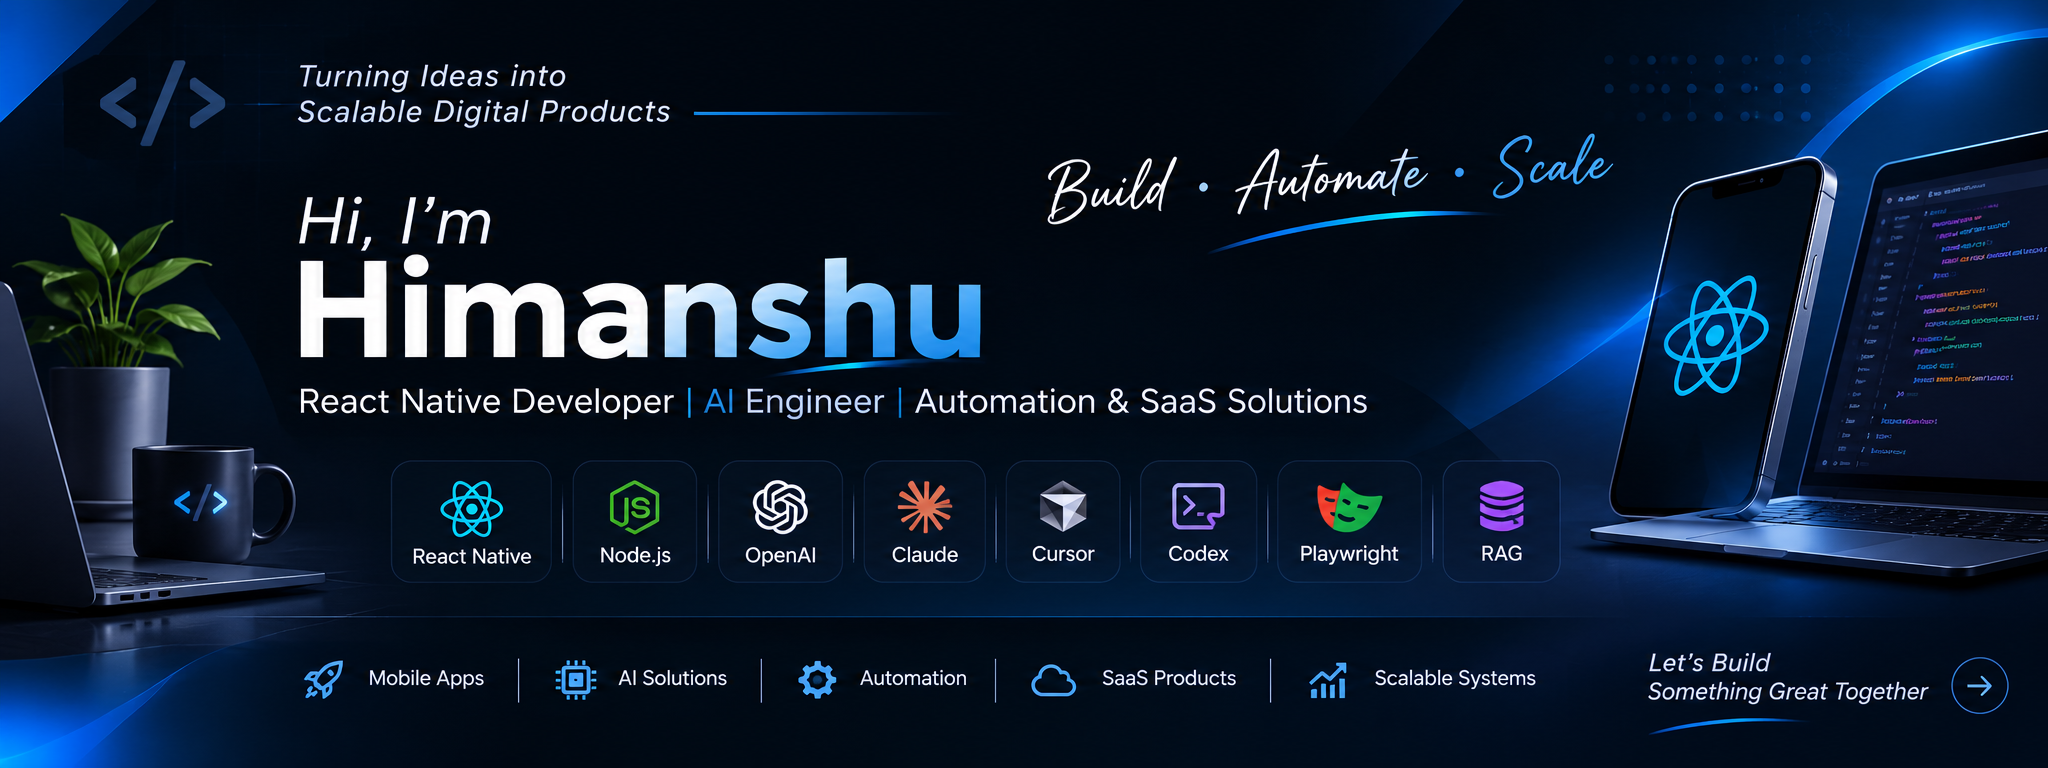 </>
Turning Ideas into
Scalable Digital Products
Build · Automate · Scale
Hi, I'm
Himanshu
React Native Developer | AI Engineer | Automation & SaaS Solutions
</>
React Native
JS
Node.js
OpenAI
Claude
Cursor
Codex
Playwright
RAG
Mobile Apps
AI Solutions
Automation
SaaS Products
Scalable Systems
Let's Build
Something Great Together